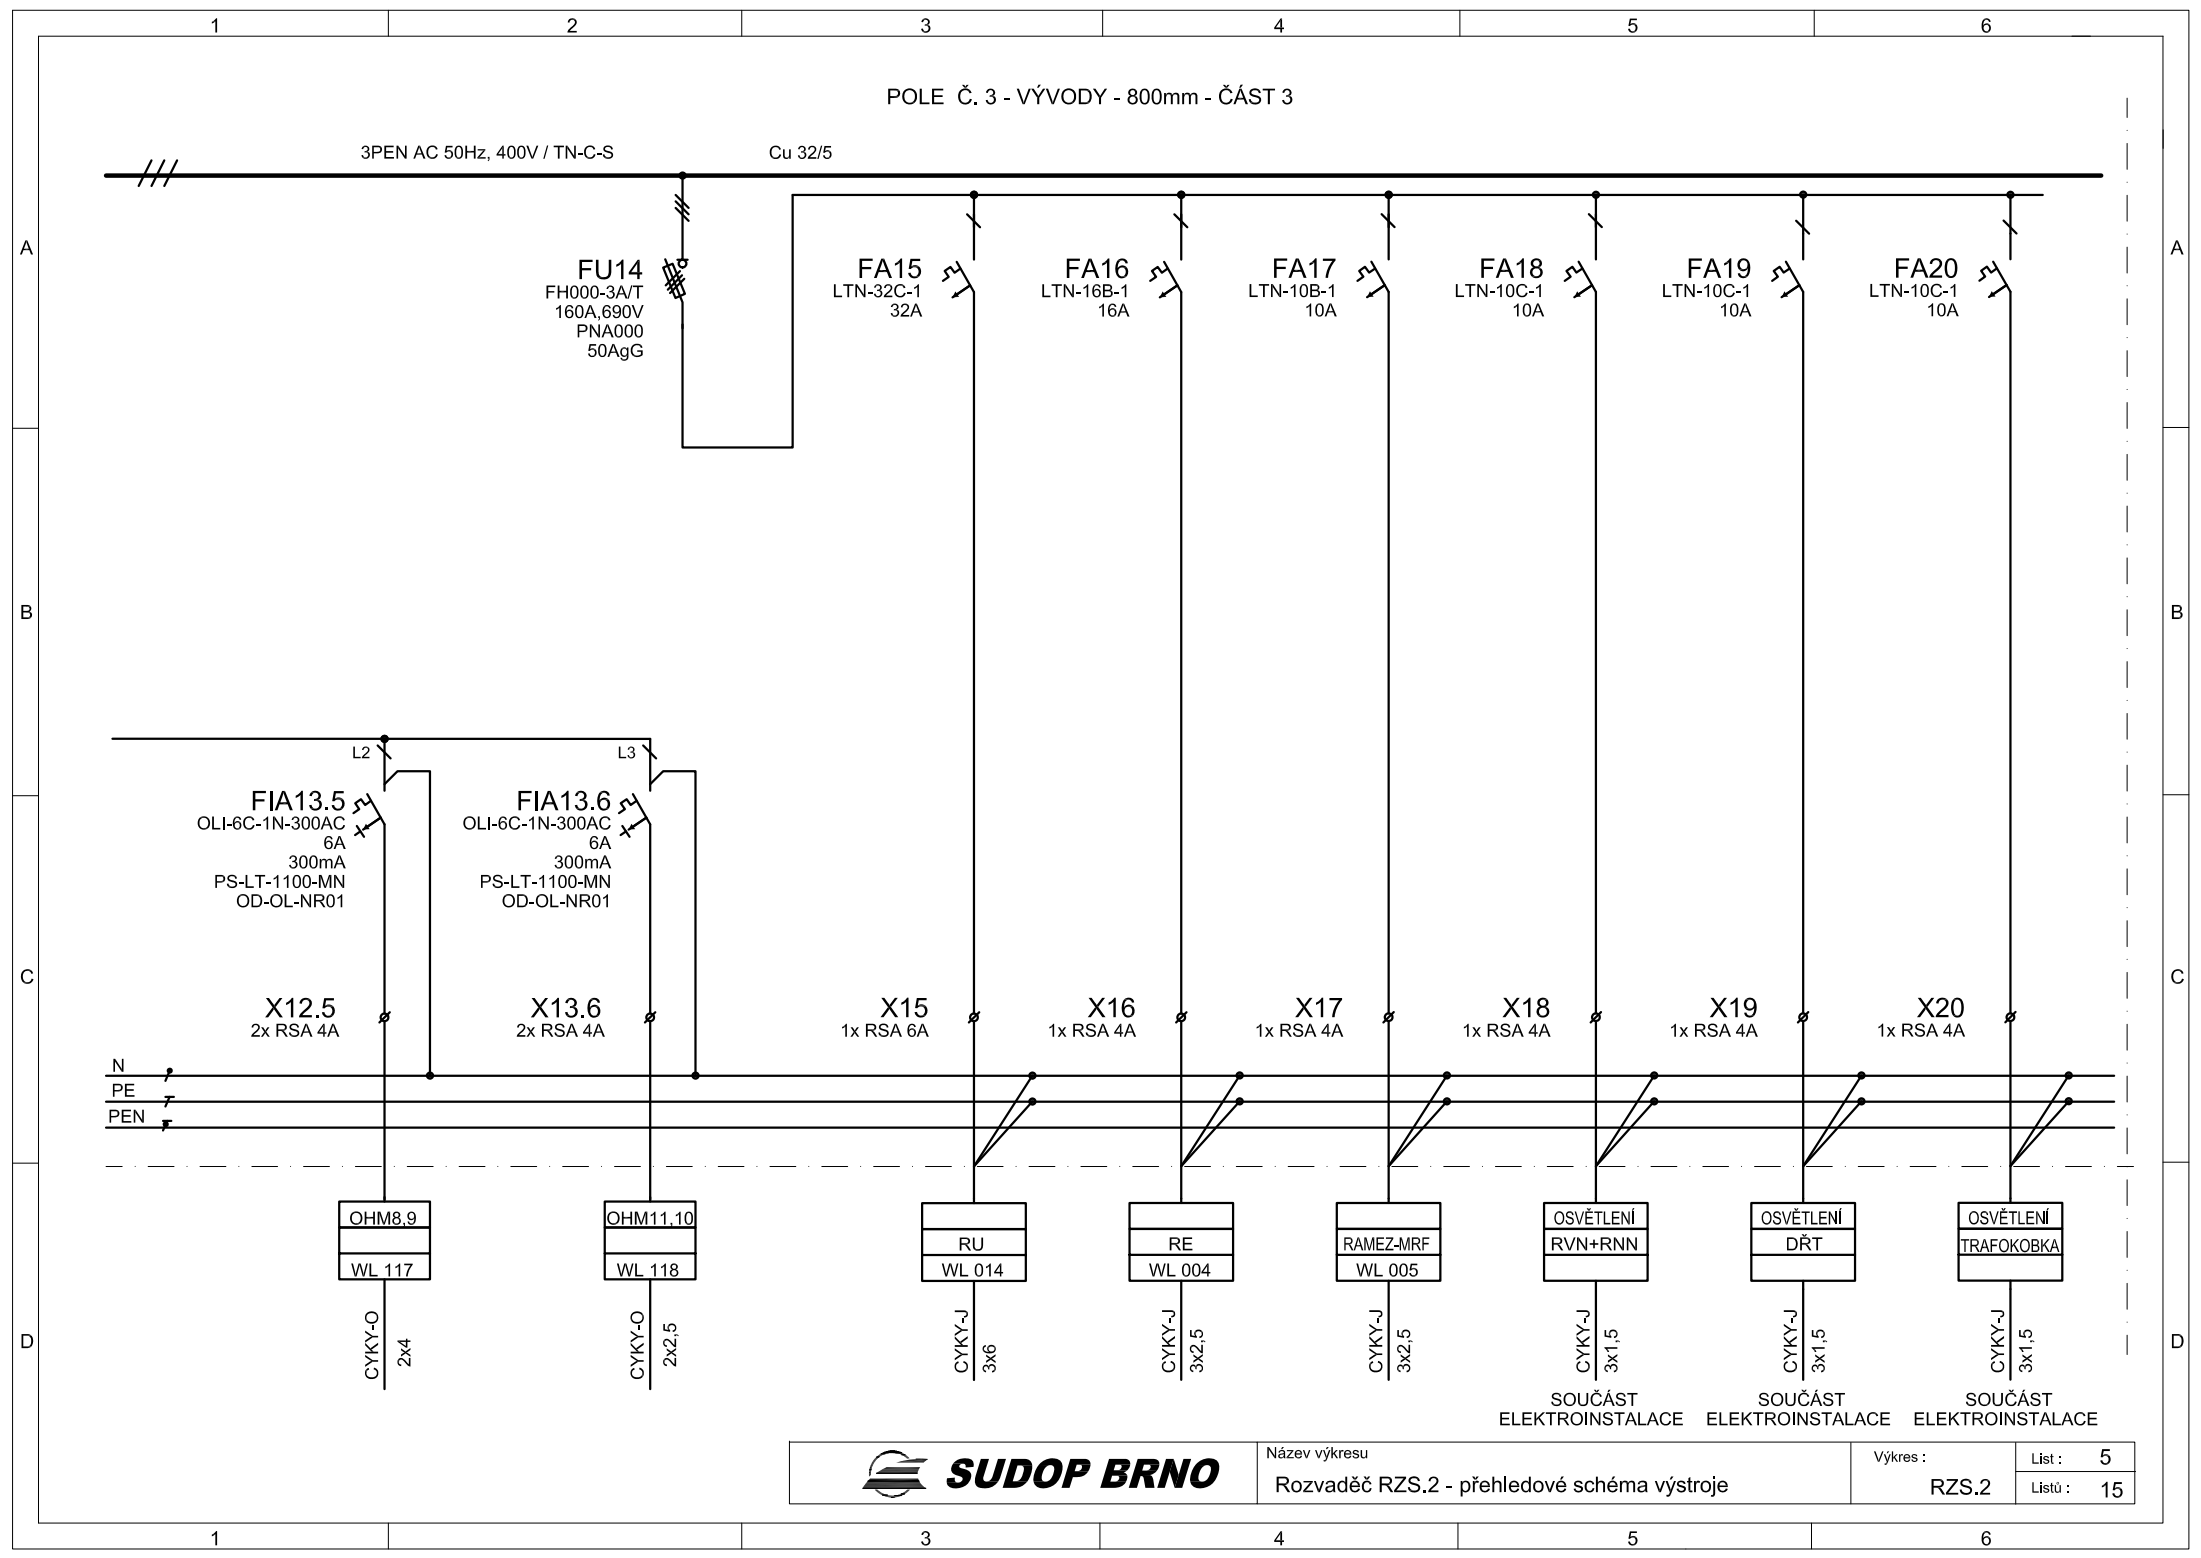 1 2 3 4 5 6
POLE Č. 3 - VÝVODY - 800mm - ČÁST 3
3PEN AC 50Hz, 400V / TN-C-S
Cu 32/5
A
A
FU14
FH000-3A/T
160A,690V
PNA000
50AgG
FA15
LTN-32C-1
32A
FA16
LTN-16B-1
16A
FA17
LTN-10B-1
10A
FA18
LTN-10C-1
10A
FA19
LTN-10C-1
10A
FA20
LTN-10C-1
10A
B
B
L2
L3
FIA13.5
OLI-6C-1N-300AC
6A
300mA
PS-LT-1100-MN
OD-OL-NR01
FIA13.6
OLI-6C-1N-300AC
6A
300mA
PS-LT-1100-MN
OD-OL-NR01
C
C
X12.5
2x RSA 4A
X13.6
2x RSA 4A
X15
1x RSA 6A
X16
1x RSA 4A
X17
1x RSA 4A
X18
1x RSA 4A
X19
1x RSA 4A
X20
1x RSA 4A
N
PE
PEN
OHM8,9
WL 117
OHM11,10
WL 118
RU
WL 014
RE
WL 004
RAMEZ-MRF
WL 005
OSVĚTLENÍ
RVN+RNN
OSVĚTLENÍ
DŘT
OSVĚTLENÍ
TRAFOKOBKA
D
D
CYKY-O
2x4
CYKY-O
2x2,5
CYKY-J
3x6
CYKY-J
3x2,5
CYKY-J
3x2,5
CYKY-J
3x1,5
CYKY-J
3x1,5
CYKY-J
3x1,5
SOUČÁST
ELEKTROINSTALACE
SOUČÁST
ELEKTROINSTALACE
SOUČÁST
ELEKTROINSTALACE
SUDOP BRNO
Název výkresu
Rozvaděč RZS.2 - přehledové schéma výstroje
Výkres :
RZS.2
List : 5
Listů : 15
1 2 3 4 5 6